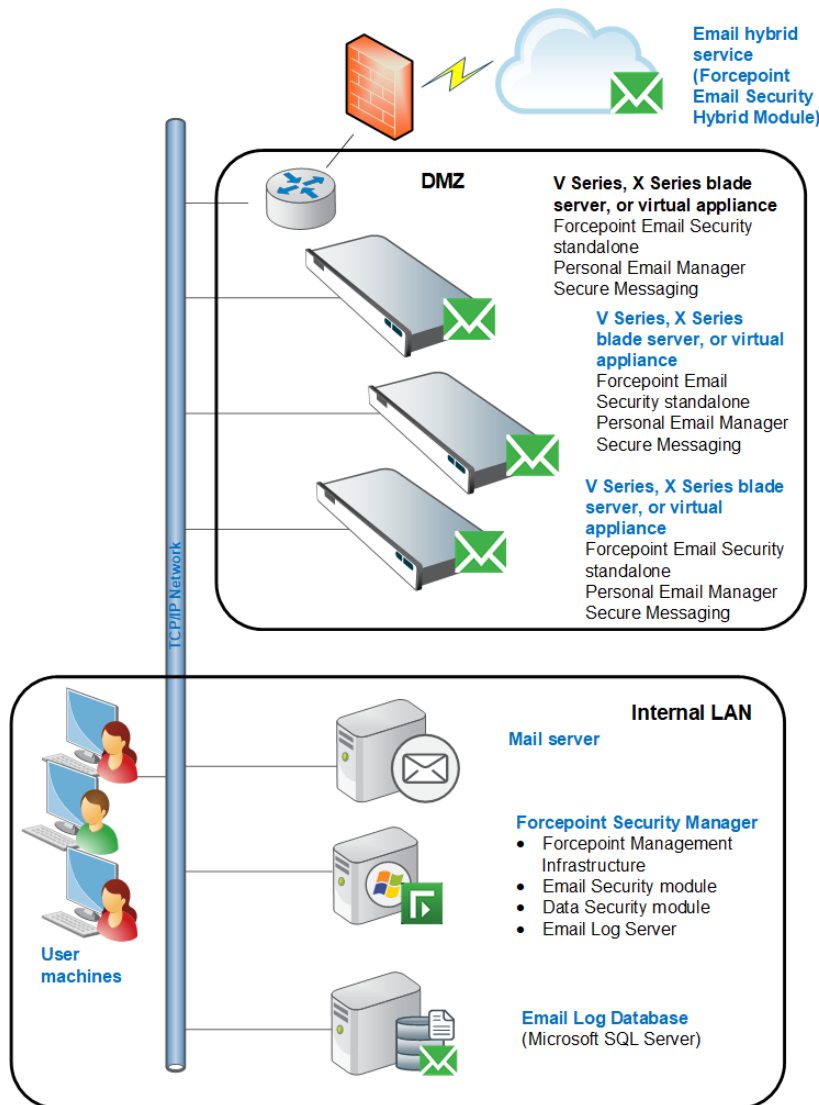 Email hybrid
service
(Forcepoint
Email Security
Hybrid Module)
DMZ
V Series, X Series blade
server, or virtual appliance
Forcepoint Email Security
standalone
Personal Email Manager
Secure Messaging
V Series, X Series
blade server, or virtual
appliance
Forcepoint Email
Security standalone
Personal Email Manager
Secure Messaging
V Series, X Series blade
server, or virtual
appliance
Forcepoint Email Security
standalone
Personal Email Manager
Secure Messaging
TCP/IP Network
Internal LAN
Mail server
Forcepoint Security Manager
• Forcepoint Management
Infrastructure
• Email Security module
• Data Security module
• Email Log Server
User
machines
Email Log Database
(Microsoft SQL Server)